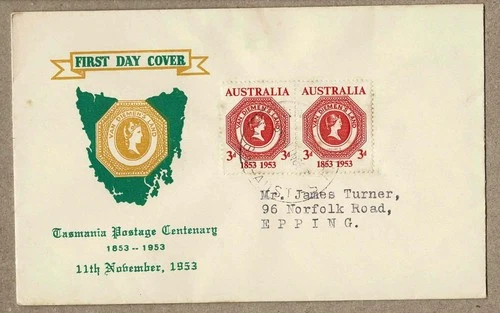 FIRST DAY COVER
VAN DIEMEN'S LAND
Tasmania Postage Centenary
1853 -- 1953
11th November, 1953
AUSTRALIA
VAN DIEMEN'S LAND
3d 3d
1853 1953
AUSTRALIA
VAN DIEMEN'S LAND
3d 3d
1853 1953
Mr. James Turner,
96 Norfolk Road,
EPPING.